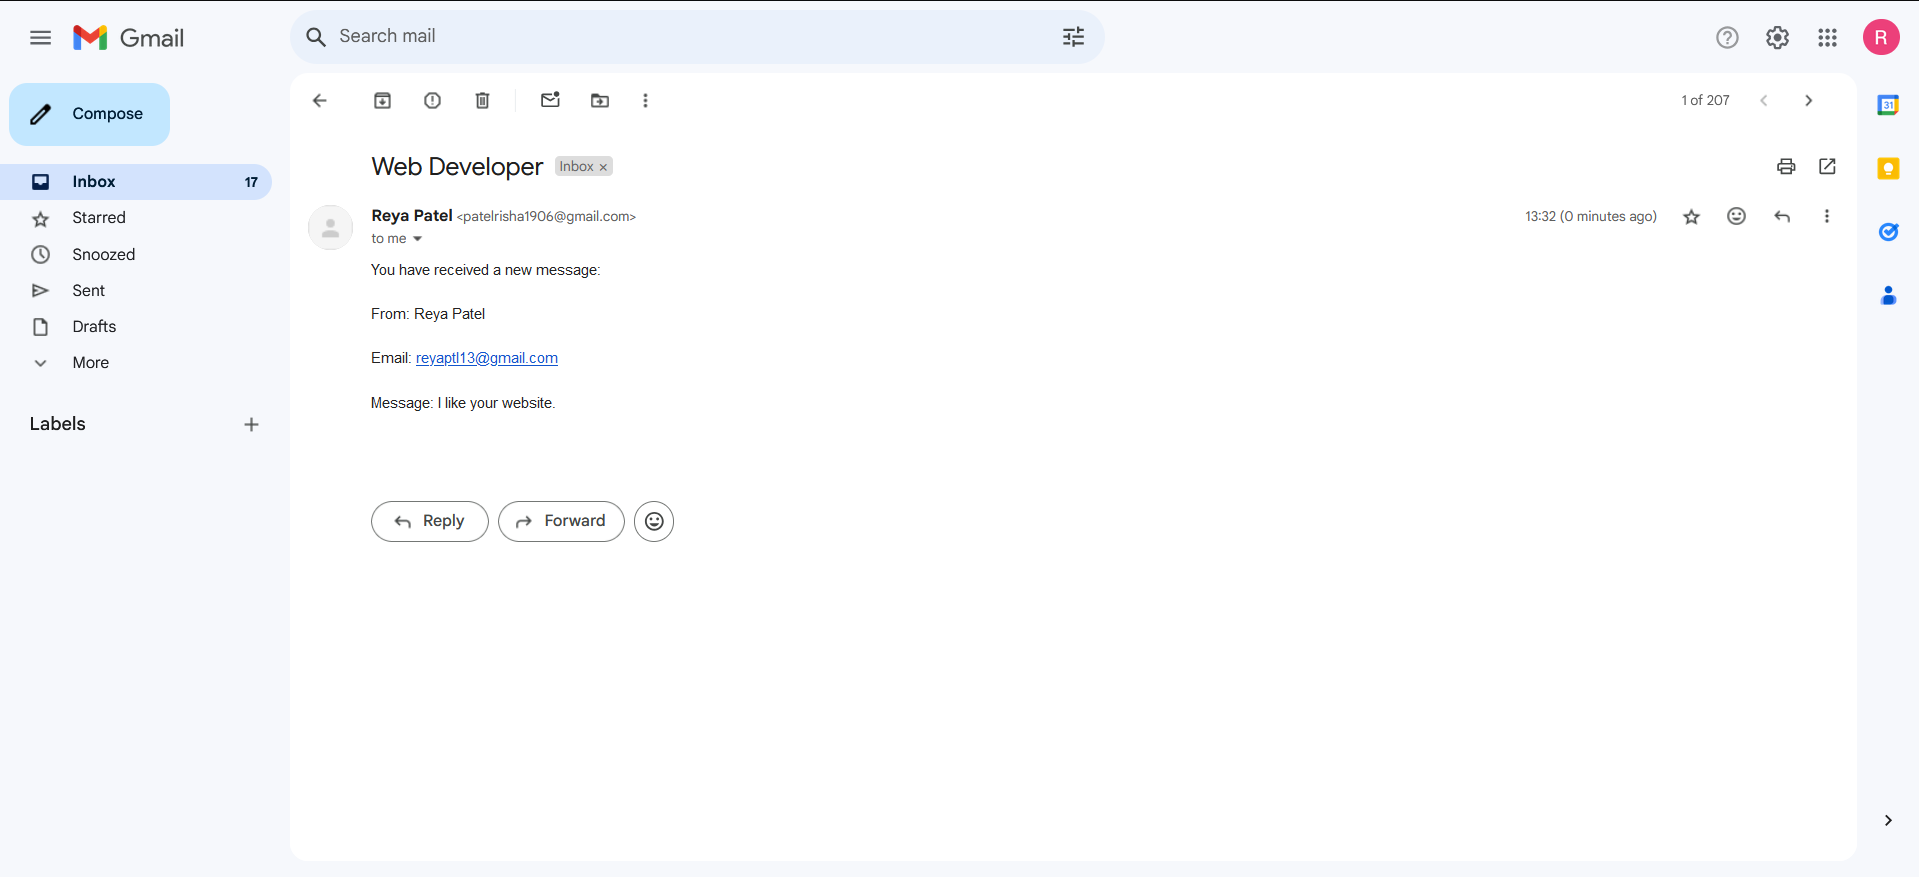 Gmail
Search mail
R
Compose
1 of 207
31
Inbox 17
Starred
Snoozed
Sent
Drafts
More
Labels
Web Developer Inbox ×
Reya Patel <patelrisha1906@gmail.com> 13:32 (0 minutes ago)
to me
You have received a new message:
From: Reya Patel
Email: reyaptl13@gmail.com
Message: I like your website.
Reply Forward